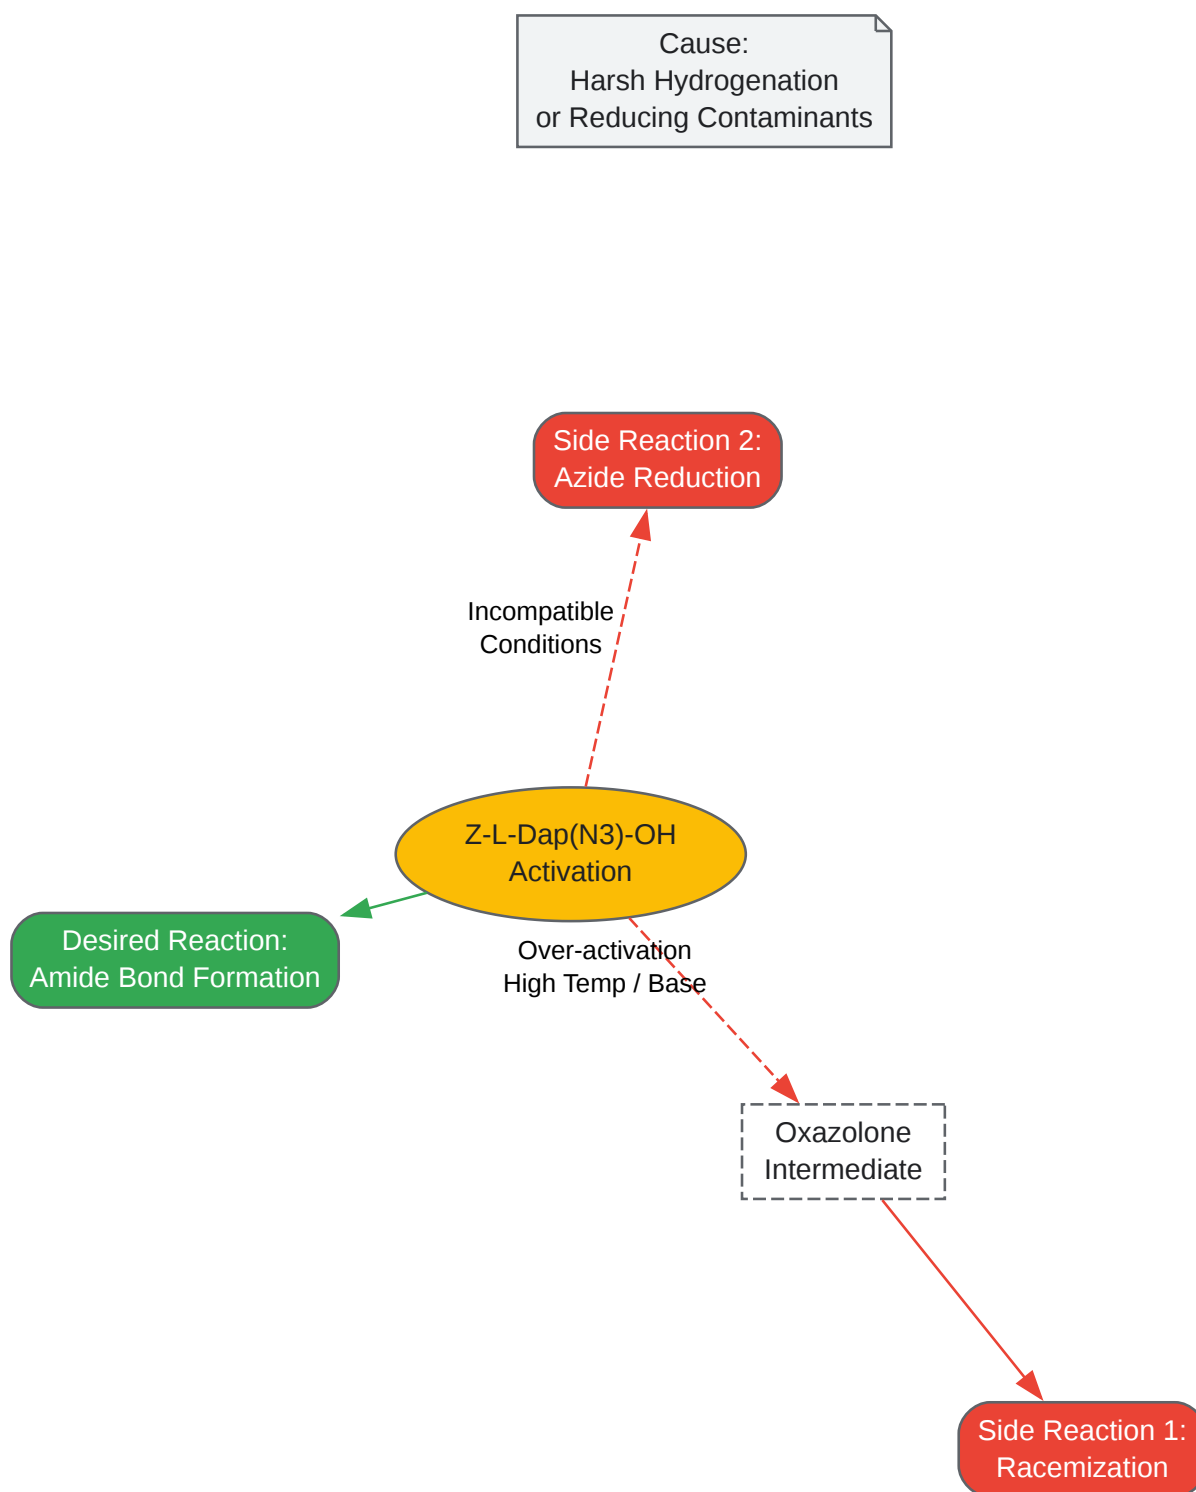 Cause:
Harsh Hydrogenation
or Reducing Contaminants
Side Reaction 2:
Azide Reduction
Incompatible
Conditions
Z-L-Dap(N3)-OH
Activation
Desired Reaction:
Amide Bond Formation
Over-activation
High Temp / Base
Oxazolone
Intermediate
Side Reaction 1:
Racemization